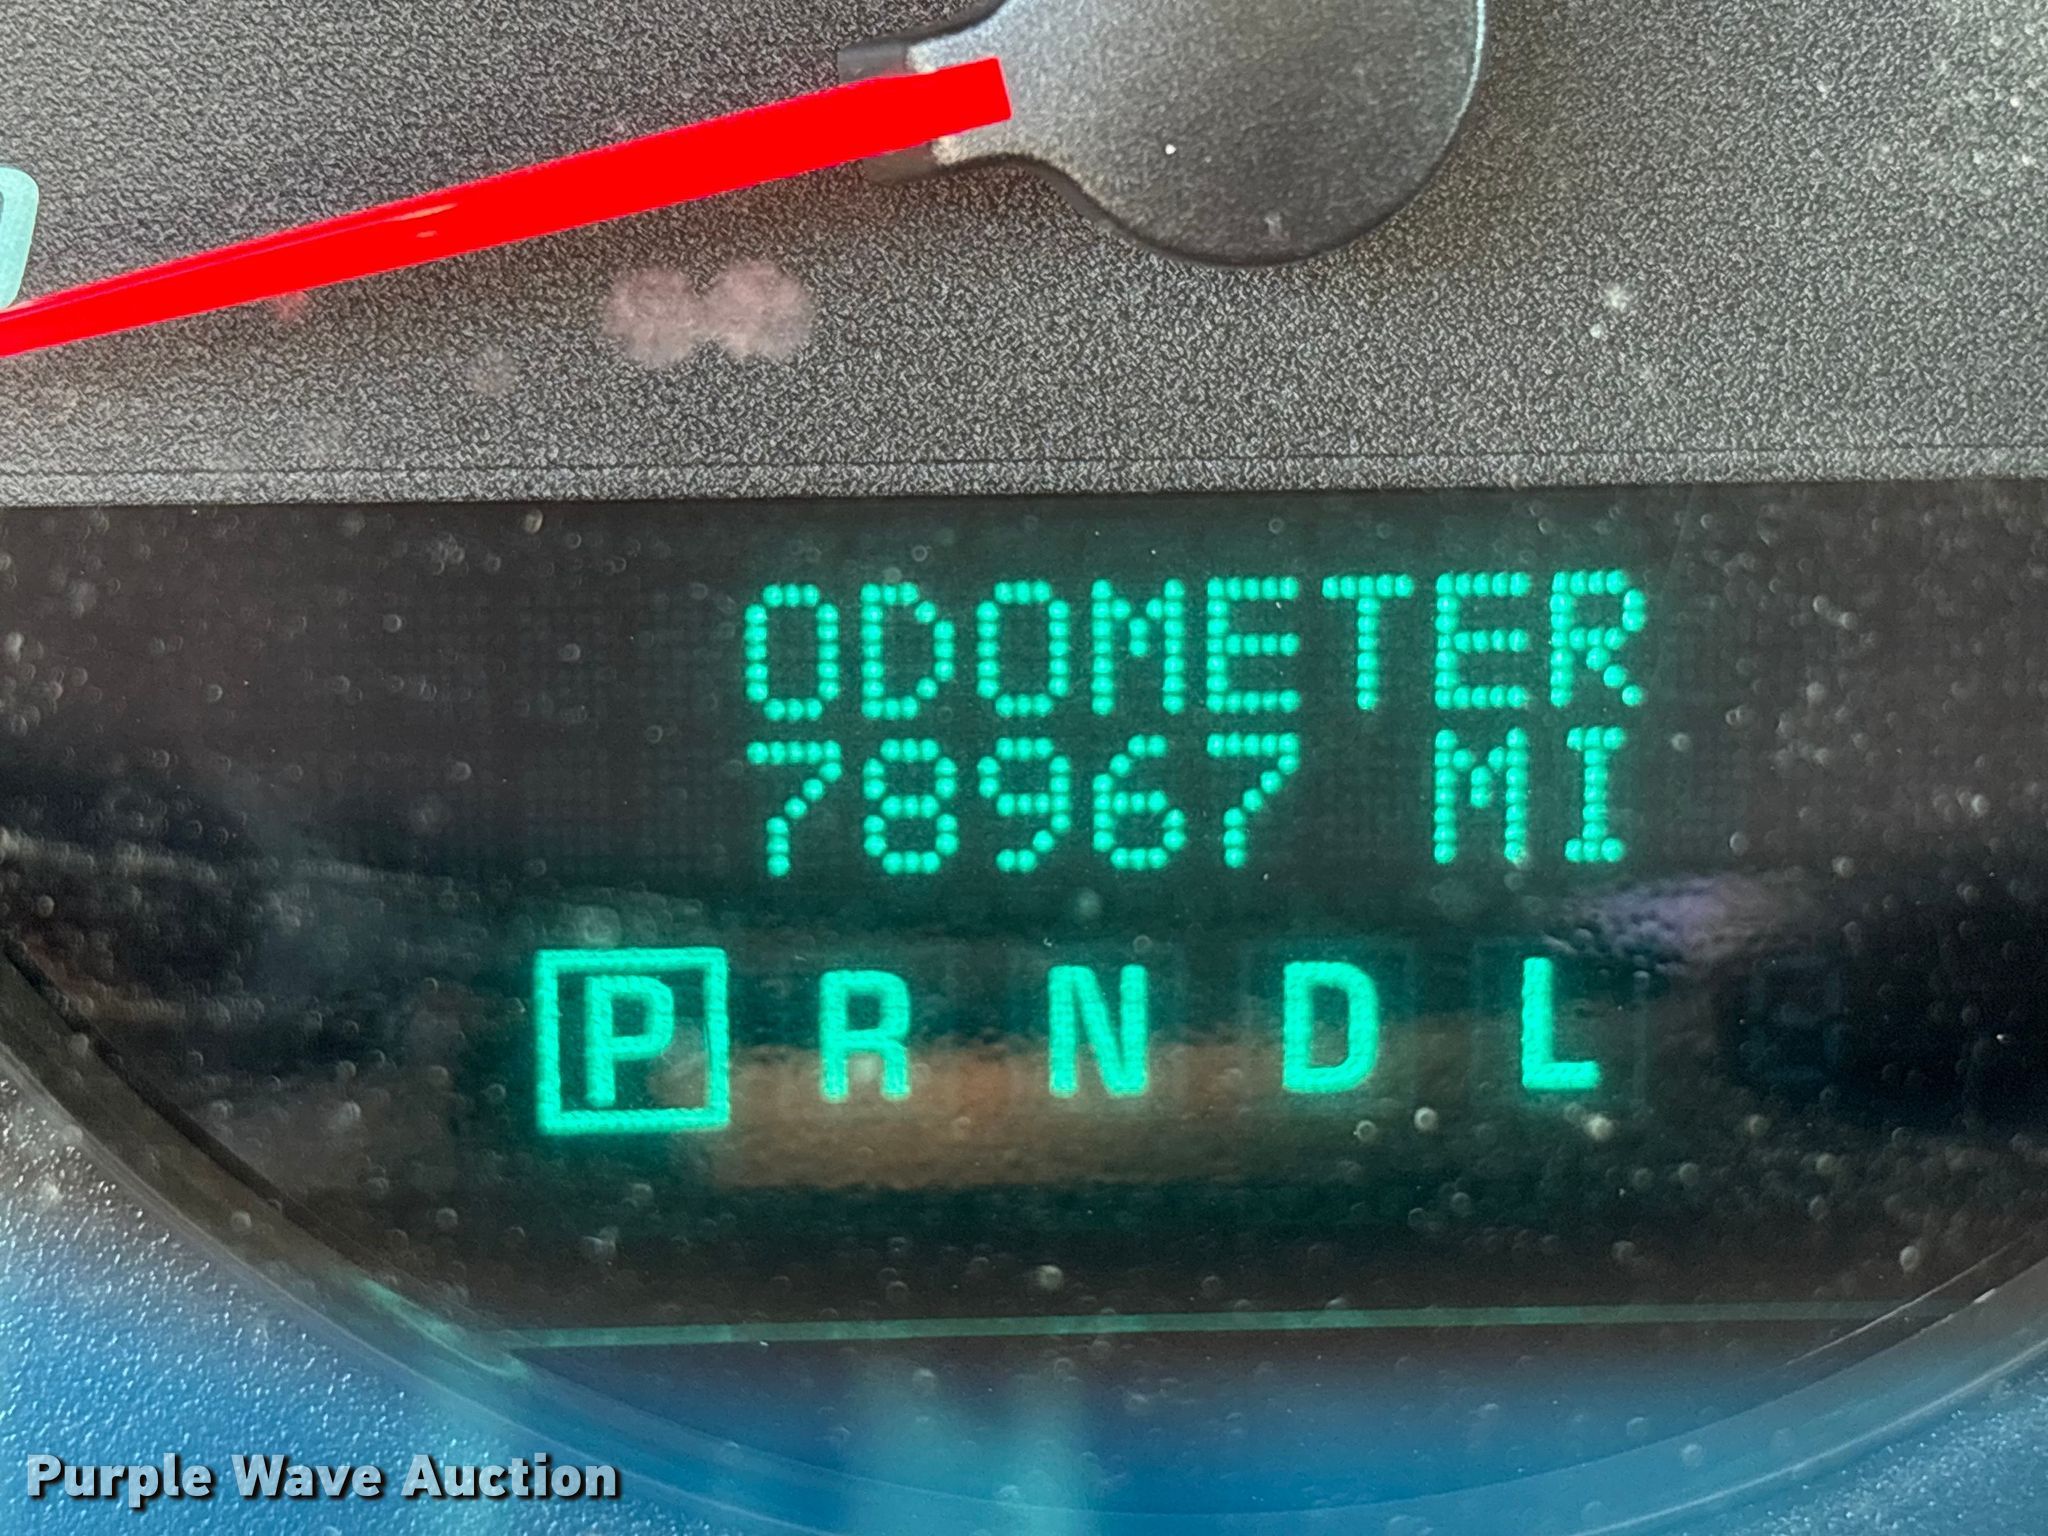 ODOMETER
78967 MI
P R N D L
Purple Wave Auction